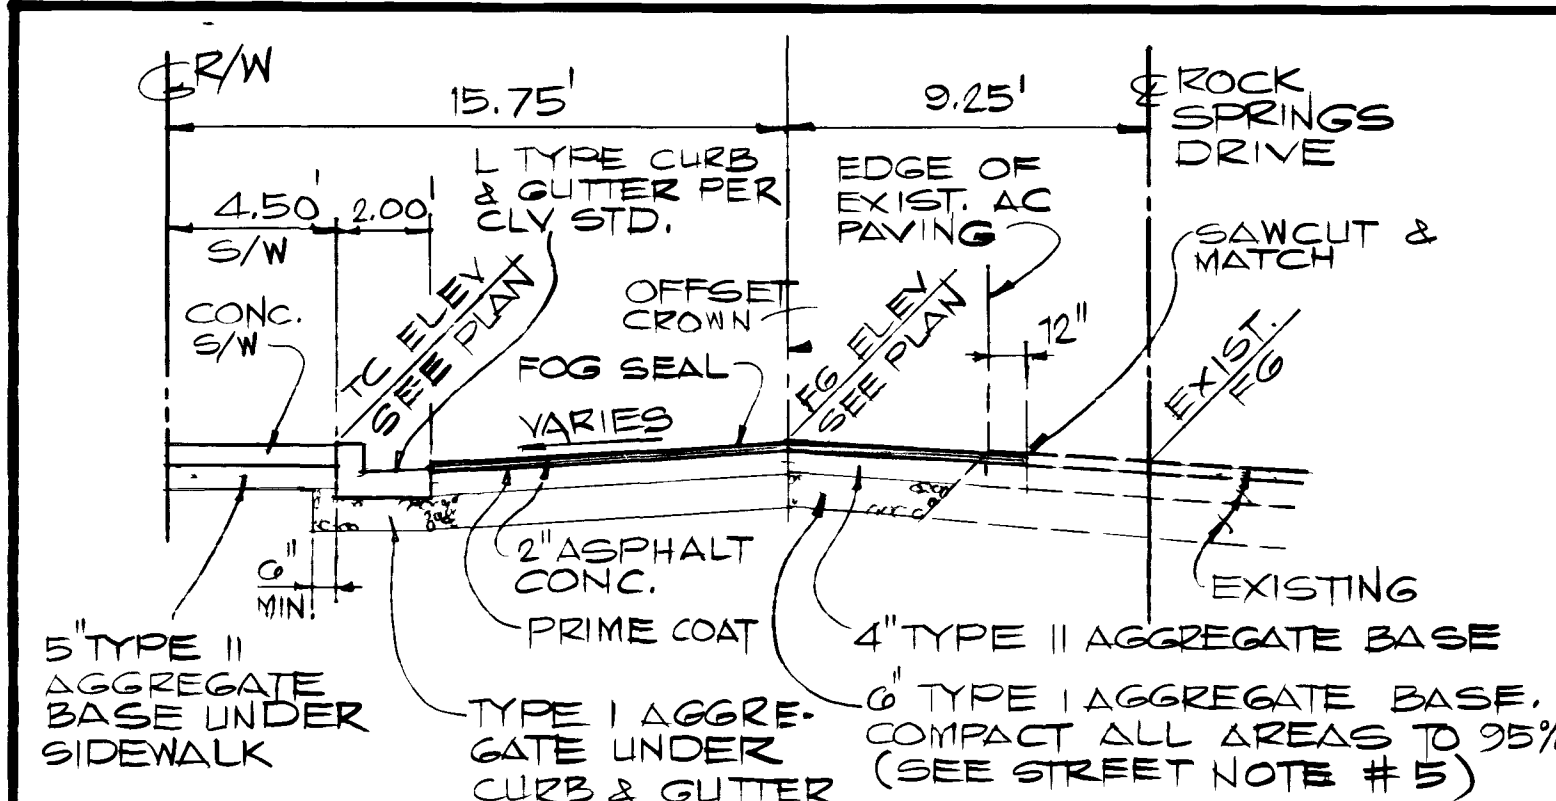 ℄ R/W
15.75'
9.25'
℄ ROCK
SPRINGS
DRIVE
L TYPE CURB
& GUTTER PER
CLV STD.
EDGE OF
EXIST. AC
PAVING
4.50'
S/W
2.00'
SAWCUT &
MATCH
CONC.
S/W
TC ELEV
SEE PLAN
OFFSET
CROWN
FG ELEV
SEE PLAN
12"
EXIST.
FG
FOG SEAL
VARIES
6"
MIN.
2" ASPHALT
CONC.
PRIME COAT
EXISTING
5" TYPE II
AGGREGATE
BASE UNDER
SIDEWALK
TYPE I AGGRE-
GATE UNDER
CURB & GUTTER
4" TYPE II AGGREGATE BASE
6" TYPE I AGGREGATE BASE.
COMPACT ALL AREAS TO 95%
(SEE STREET NOTE # 5)